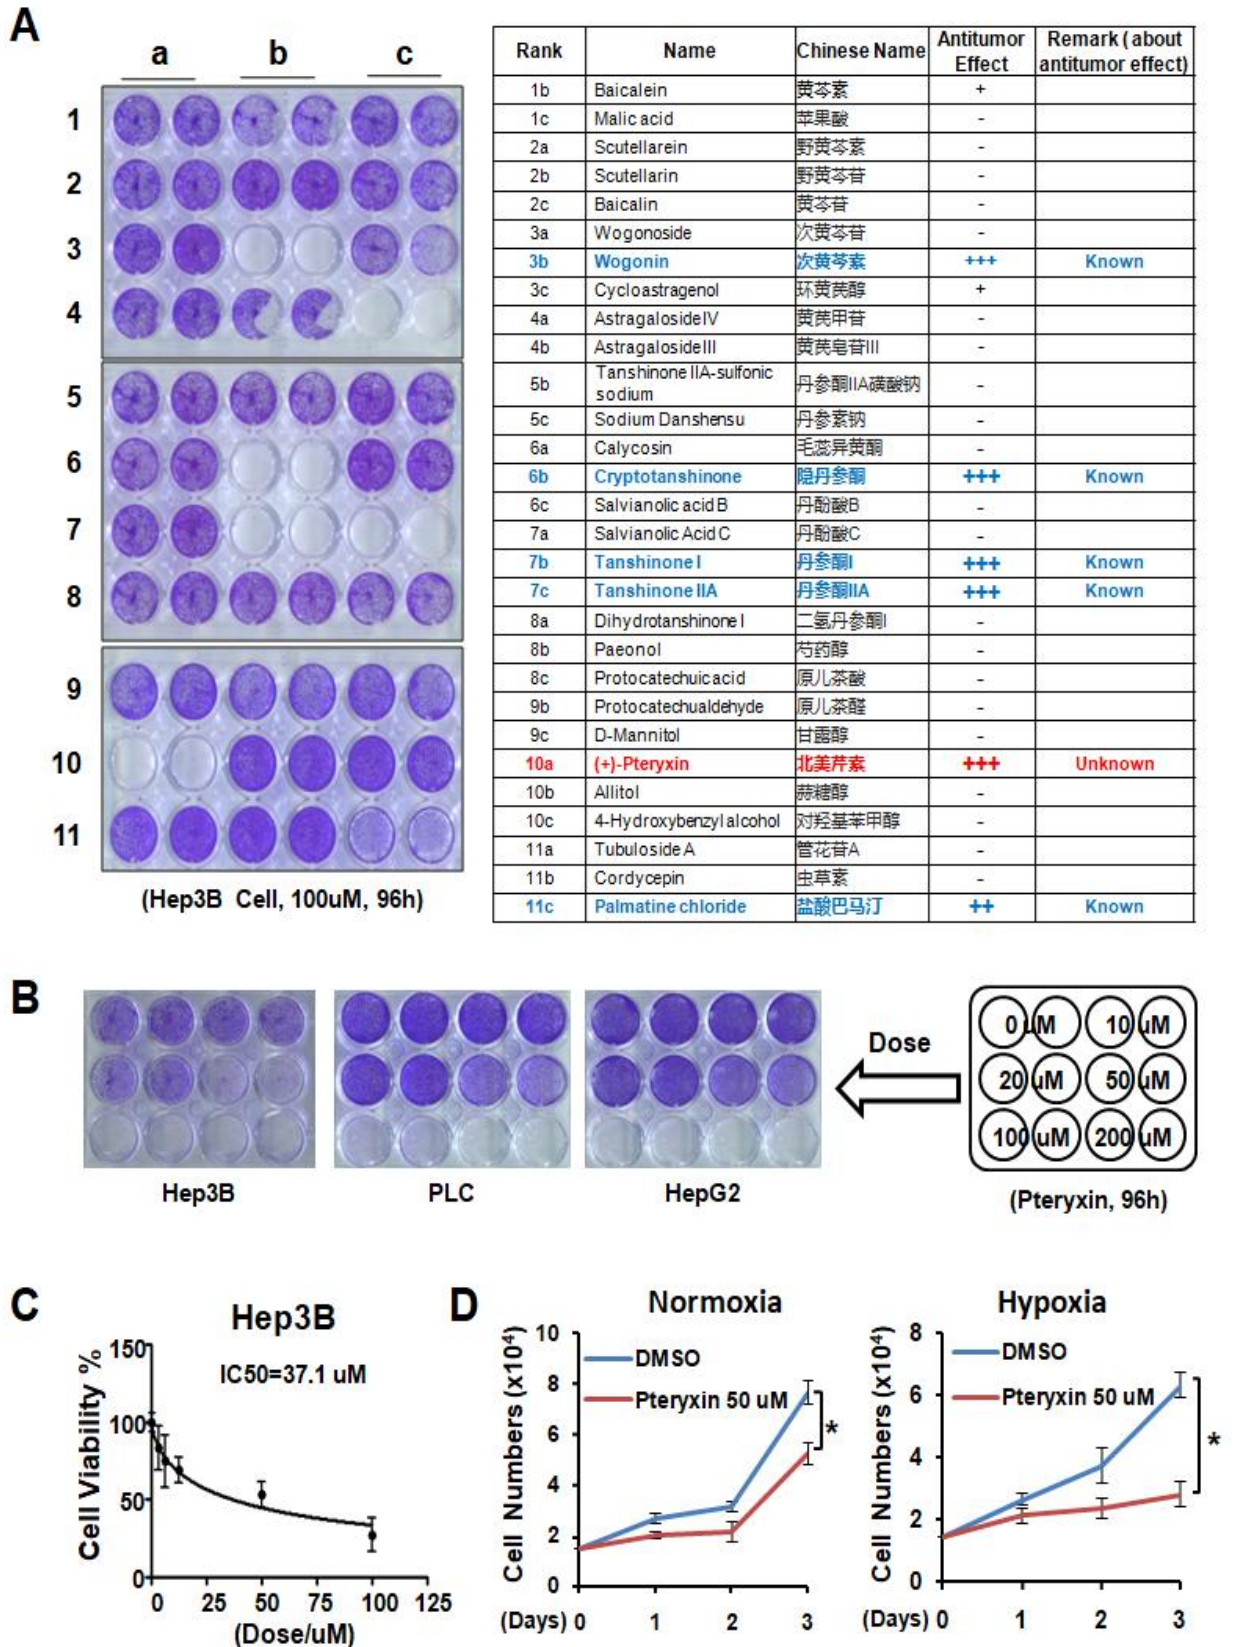 A
a b c
1
2
3
4
5
6
7
8
9
10
11
(Hep3B Cell, 100uM, 96h)
Rank Name Chinese Name Antitumor Effect Remark (about antitumor effect)
1b Baicalein 黄芩素 +
1c Malic acid 苹果酸 -
2a Scutellarein 野黄芩素 -
2b Scutellarin 野黄芩苷 -
2c Baicalin 黄芩苷 -
3a Wogonoside 次黄芩苷 -
3b Wogonin 次黄芩素 +++ Known
3c Cycloastragenol 环黄芪醇 +
4a AstragalosideIV 黄芪甲苷 -
4b AstragalosideIII 黄芪皂苷III -
5b Tanshinone IIA-sulfonic sodium 丹参酮IIA磺酸钠 -
5c Sodium Danshensu 丹参素钠 -
6a Calycosin 毛蕊异黄酮 -
6b Cryptotanshinone 隐丹参酮 +++ Known
6c Salvianolic acid B 丹酚酸B -
7a Salvianolic Acid C 丹酚酸C -
7b Tanshinone I 丹参酮I +++ Known
7c Tanshinone IIA 丹参酮IIA +++ Known
8a Dihydrotanshinone I 二氢丹参酮I -
8b Paeonol 芍药醇 -
8c Protocatechuic acid 原儿茶酸 -
9b Protocatechualdehyde 原儿茶醛 -
9c D-Mannitol 甘露醇 -
10a (+)-Pteryxin 北美芹素 +++ Unknown
10b Allitol 蒜糖醇 -
10c 4-Hydroxybenzyl alcohol 对羟基苯甲醇 -
11a Tubuloside A 管花苷A -
11b Cordycepin 虫草素 -
11c Palmatine chloride 盐酸巴马汀 ++ Known
B
Hep3B PLC HepG2
Dose
0 uM 10 uM
20 uM 50 uM
100 uM 200 uM
(Pteryxin, 96h)
C
Hep3B
IC50=37.1 uM
Cell Viability %
150
100
50
0
0 25 50 75 100 125
(Dose/uM)
D
Normoxia
DMSO
Pteryxin 50 uM
*
Cell Numbers (x10⁴)
10
8
6
4
2
0
(Days) 0 1 2 3
Hypoxia
DMSO
Pteryxin 50 uM
*
Cell Numbers (x10⁴)
8
6
4
2
0
(Days) 0 1 2 3